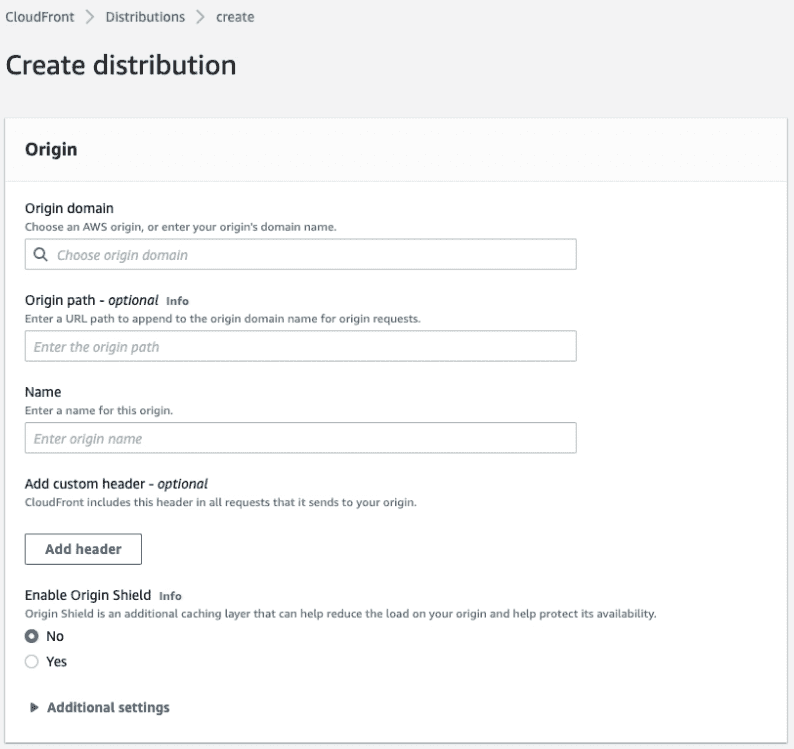 CloudFront > Distributions > create
Create distribution
Origin
Origin domain
Choose an AWS origin, or enter your origin's domain name.
Choose origin domain
Origin path - optional Info
Enter a URL path to append to the origin domain name for origin requests.
Enter the origin path
Name
Enter a name for this origin.
Enter origin name
Add custom header - optional
CloudFront includes this header in all requests that it sends to your origin.
Add header
Enable Origin Shield Info
Origin Shield is an additional caching layer that can help reduce the load on your origin and help protect its availability.
No
Yes
Additional settings